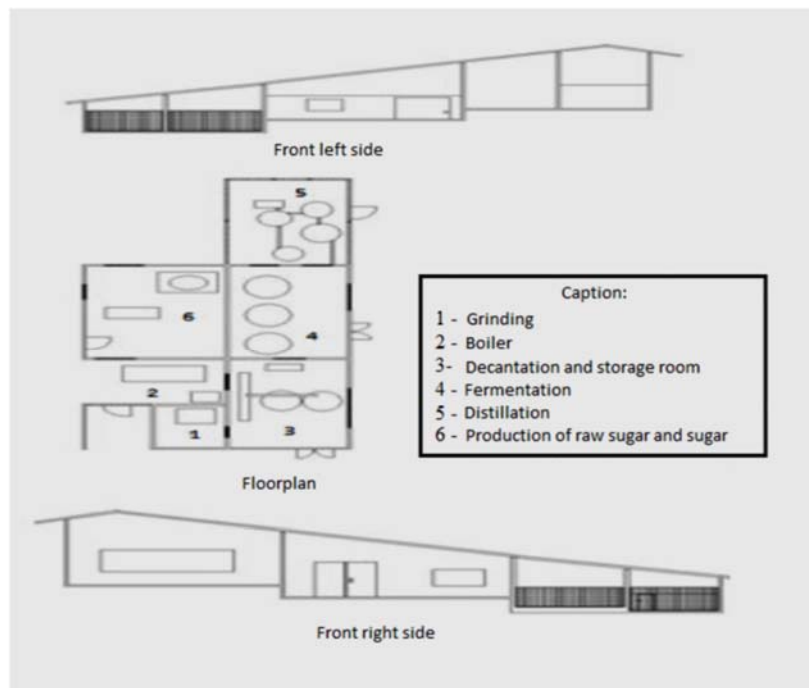 Front left side
5
6
4
2
1
3
Floorplan
Caption:
1 - Grinding
2 - Boiler
3- Decantation and storage room
4 - Fermentation
5 - Distillation
6 - Production of raw sugar and sugar
Front right side